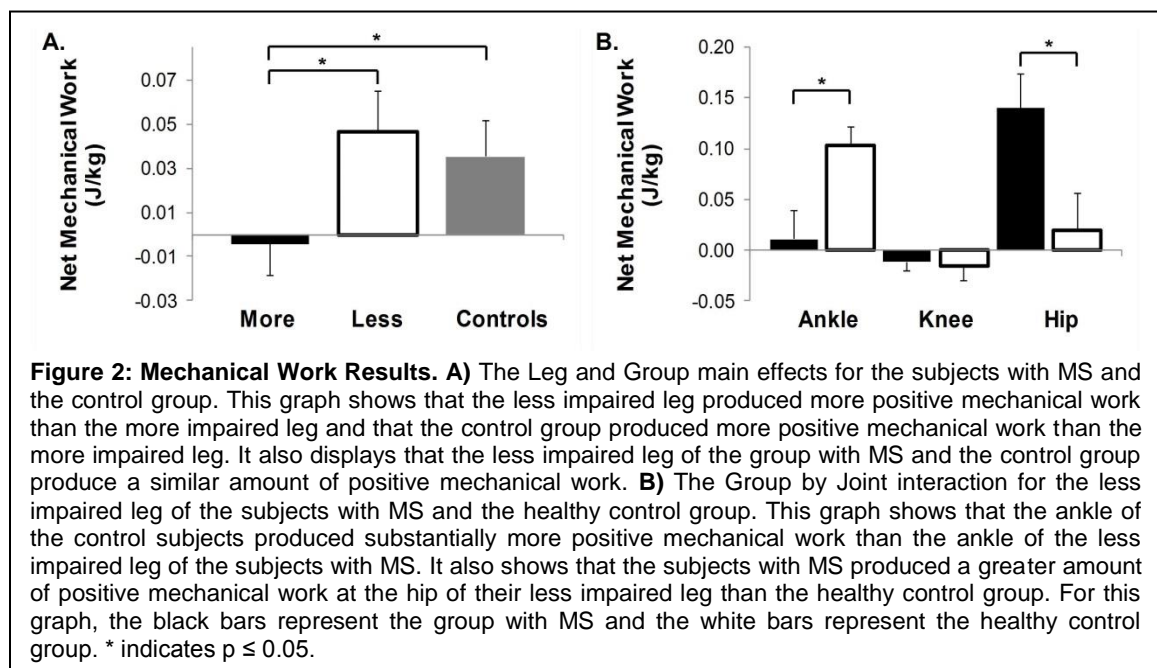 A.
Net Mechanical Work
(J/kg)
0.07
0.05
0.03
0.01
-0.01
-0.03
*
*
More Less Controls
B.
Net Mechanical Work
(J/kg)
0.20
0.15
0.10
0.05
0.00
-0.05
*
*
Ankle Knee Hip
Figure 2: Mechanical Work Results. A) The Leg and Group main effects for the subjects with MS and
the control group. This graph shows that the less impaired leg produced more positive mechanical work
than the more impaired leg and that the control group produced more positive mechanical work than the
more impaired leg. It also displays that the less impaired leg of the group with MS and the control group
produce a similar amount of positive mechanical work. B) The Group by Joint interaction for the less
impaired leg of the subjects with MS and the healthy control group. This graph shows that the ankle of
the control subjects produced substantially more positive mechanical work than the ankle of the less
impaired leg of the subjects with MS. It also shows that the subjects with MS produced a greater amount
of positive mechanical work at the hip of their less impaired leg than the healthy control group. For this
graph, the black bars represent the group with MS and the white bars represent the healthy control
group. * indicates p ≤ 0.05.